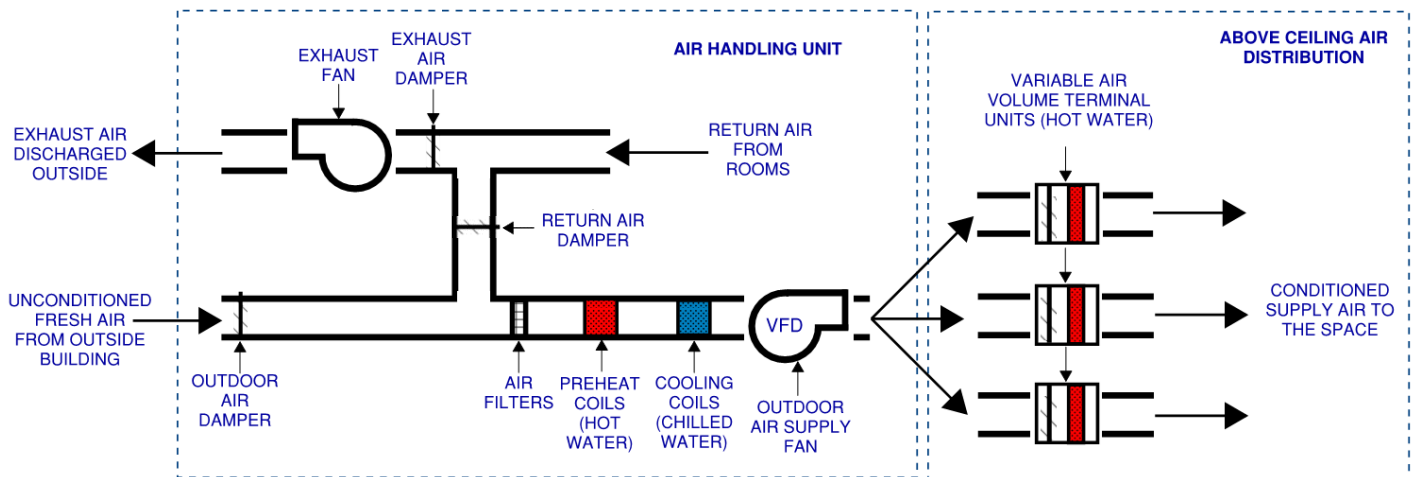 AIR HANDLING UNIT
ABOVE CEILING AIR
DISTRIBUTION
EXHAUST
FAN
EXHAUST
AIR
DAMPER
VARIABLE AIR
VOLUME TERMINAL
UNITS (HOT WATER)
EXHAUST AIR
DISCHARGED
OUTSIDE
RETURN AIR
FROM
ROOMS
RETURN AIR
DAMPER
UNCONDITIONED
FRESH AIR
FROM OUTSIDE
BUILDING
VFD
CONDITIONED
SUPPLY AIR TO
THE SPACE
OUTDOOR
AIR
DAMPER
AIR
FILTERS
PREHEAT
COILS
(HOT
WATER)
COOLING
COILS
(CHILLED
WATER)
OUTDOOR
AIR SUPPLY
FAN